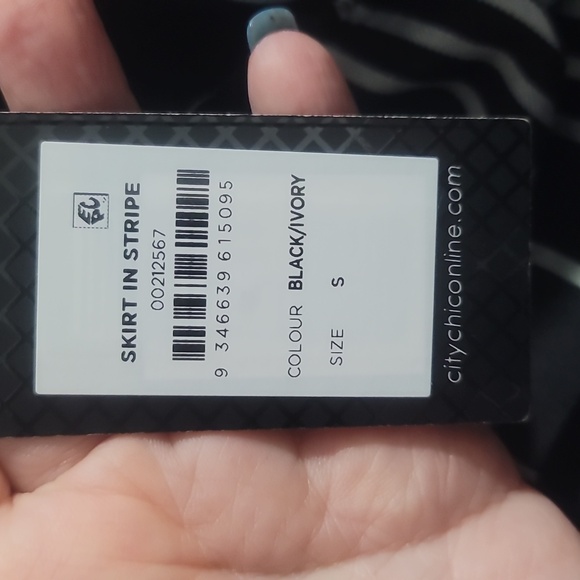 SKIRT IN STRIPE
00212567
9 346639 615095
COLOUR BLACK/IVORY
SIZE S
citychiconline.com